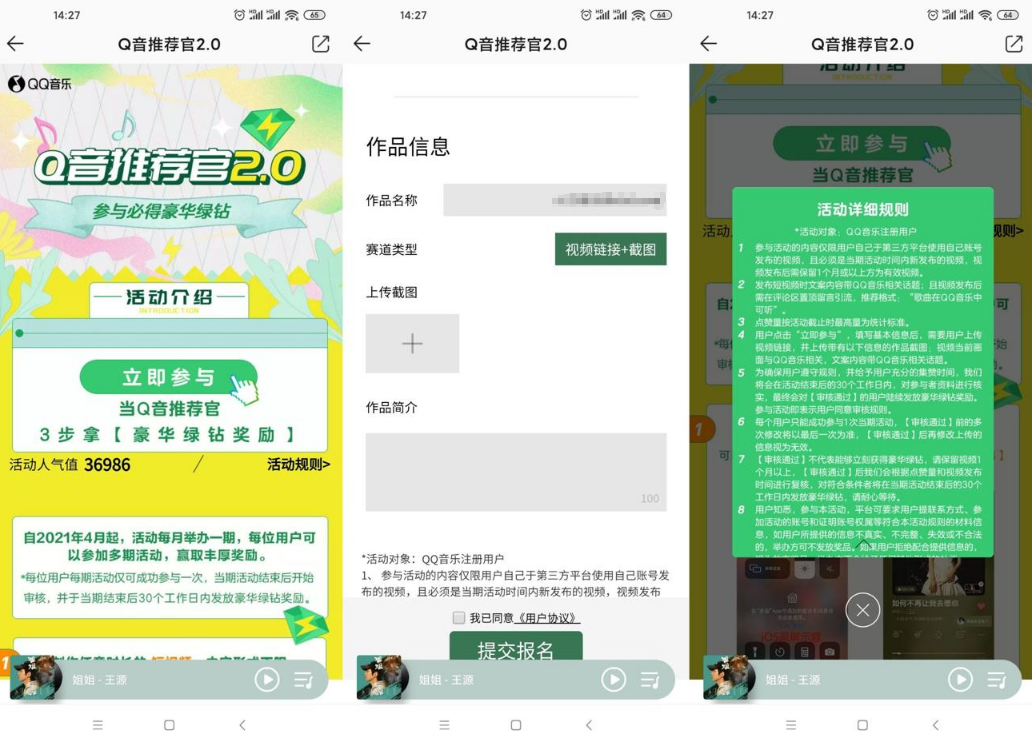 14:27
65
Q音推荐官2.0
QQ音乐
Q音推荐官2.0
参与必得豪华绿钻
活动介绍
INTRODUCTION
立即参与
当Q音推荐官
3步拿【豪华绿钻奖励】
活动人气值 36986
活动规则>
自2021年4月起，活动每月举办一期，每位用户可
以参加多期活动，赢取丰厚奖励。
*每位用户每期活动仅可成功参与一次，当期活动结束后开始
审核，并于当期结束后30个工作日内发放豪华绿钻奖励。
1
姐姐 - 王源
14:27
64
Q音推荐官2.0
作品信息
作品名称
赛道类型
视频链接+截图
上传截图
作品简介
100
*活动对象：QQ音乐注册用户
1、 参与活动的内容仅限用户自己于第三方平台使用自己账号发
布的视频，且必须是当期活动时间内新发布的视频，视频发布
我已同意《用户协议》
提交报名
姐姐 - 王源
14:27
64
Q音推荐官2.0
INTRODUCTION
立即参与
当Q音推荐官
活动详细规则
*活动对象：QQ音乐注册用户
1 参与活动的内容仅限用户自己于第三方平台使用自己账号
发布的视频，且必须是当期活动时间内新发布的视频，视
频发布后需保留1个月或以上方为有效视频。
2 发布短视频时文案内容带QQ音乐相关话题；且视频发布后
需在评论区置顶留言引流，推荐格式：“歌曲在QQ音乐中
可听”。
3 点赞量按活动截止时最高量为统计标准。
4 用户点击“立即参与”，填写基本信息后，需要用户上传
视频链接，并上传带有以下信息的作品截图：视频当前画
面与QQ音乐相关，文案内容带QQ音乐相关话题。
5 为确保用户遵守规则，并给予用户充分的集赞时间，我们
将会在活动结束后的30个工作日内，对参与者资料进行核
实，最终会对【审核通过】的用户陆续发放豪华绿钻奖励。
参与活动即表示用户同意审核规则。
6 每个用户只能成功参与1次当期活动，【审核通过】前的多
次修改将以最后一次为准，【审核通过】后再修改上传的
信息视为无效。
7 【审核通过】不代表能够立刻获得豪华绿钻，请保留视频1
个月以上，【审核通过】后我们会根据点赞量和视频发布
时间进行复核，对符合条件者将在当期活动结束后的30个
工作日内发放豪华绿钻，请耐心等待。
8 用户知悉，参与本活动，平台可要求用户提联系方式、参
加活动的账号和证明账号权属等符合本活动规则的材料信
息，如用户所提供的信息不真实、不完整、失效或不合法
的，举办方可不发放奖品。如果用户拒绝配合提供信息的，
1
如何不再让我去想你
姐姐 - 王源